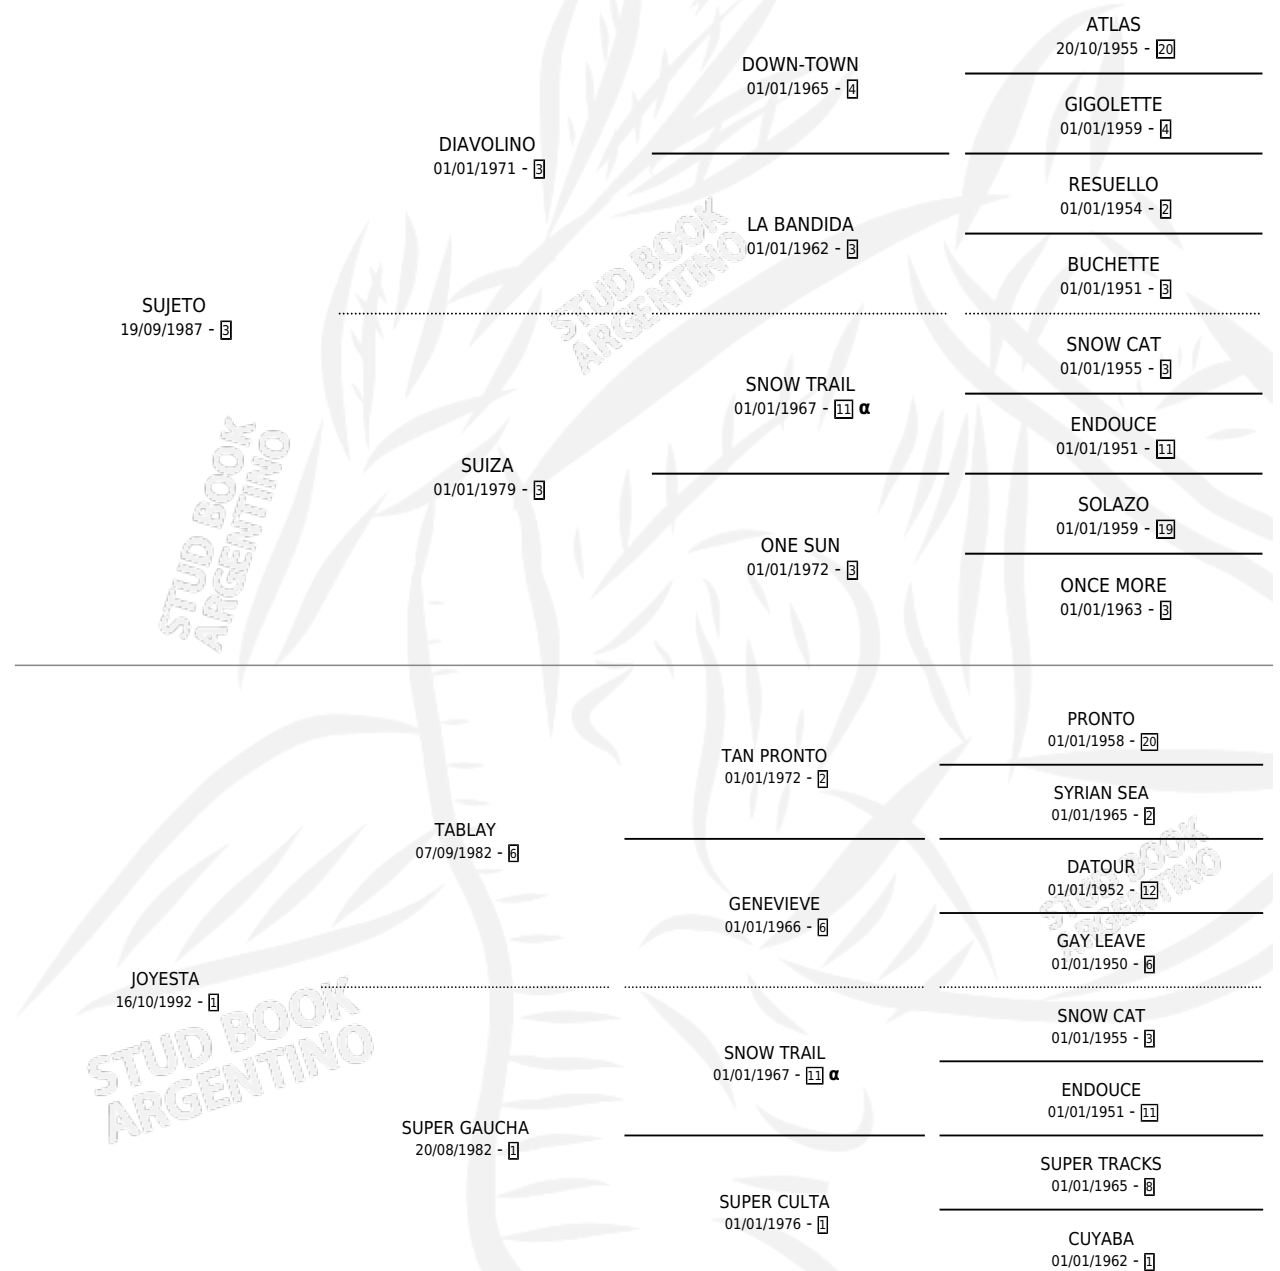 ATLAS
20/10/1955 - 20
DOWN-TOWN
01/01/1965 - 4
GIGOLETTE
01/01/1959 - 4
DIAVOLINO
01/01/1971 - 3
RESUELLO
01/01/1954 - 2
LA BANDIDA
01/01/1962 - 3
BUCHETTE
01/01/1951 - 3
SUJETO
19/09/1987 - 3
SNOW CAT
01/01/1955 - 3
SNOW TRAIL
01/01/1967 - 11 α
ENDOUCE
01/01/1951 - 11
SUIZA
01/01/1979 - 3
SOLAZO
01/01/1959 - 19
ONE SUN
01/01/1972 - 3
ONCE MORE
01/01/1963 - 3
PRONTO
01/01/1958 - 20
TAN PRONTO
01/01/1972 - 2
SYRIAN SEA
01/01/1965 - 2
TABLAY
07/09/1982 - 6
DATOUR
01/01/1952 - 12
GENEVIEVE
01/01/1966 - 6
GAY LEAVE
01/01/1950 - 6
JOYESTA
16/10/1992 - 1
SNOW CAT
01/01/1955 - 3
SNOW TRAIL
01/01/1967 - 11 α
ENDOUCE
01/01/1951 - 11
SUPER GAUCHA
20/08/1982 - 1
SUPER TRACKS
01/01/1965 - 8
SUPER CULTA
01/01/1976 - 1
CUYABA
01/01/1962 - 1
STUD BOOK
ARGENTINO
STUD BOOK
ARGENTINO
STUD BOOK
ARGENTINO
STUD BOOK
ARGENTINO